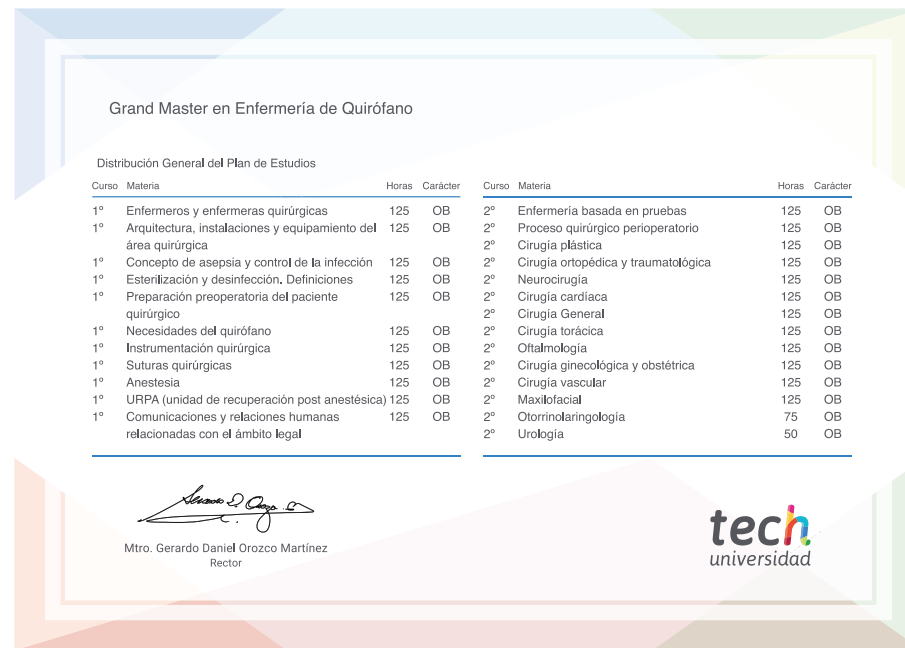 Grand Master en Enfermería de Quirófano
Distribución General del Plan de Estudios
Curso Materia Horas Carácter
1º Enfermeros y enfermeras quirúrgicas 125 OB
1º Arquitectura, instalaciones y equipamiento del 125 OB
área quirúrgica
1º Concepto de asepsia y control de la infección 125 OB
1º Esterilización y desinfección. Definiciones 125 OB
1º Preparación preoperatoria del paciente 125 OB
quirúrgico
1º Necesidades del quirófano 125 OB
1º Instrumentación quirúrgica 125 OB
1º Suturas quirúrgicas 125 OB
1º Anestesia 125 OB
1º URPA (unidad de recuperación post anestésica) 125 OB
1º Comunicaciones y relaciones humanas 125 OB
relacionadas con el ámbito legal
Curso Materia Horas Carácter
2º Enfermería basada en pruebas 125 OB
2º Proceso quirúrgico perioperatorio 125 OB
2º Cirugía plástica 125 OB
2º Cirugía ortopédica y traumatológica 125 OB
2º Neurocirugía 125 OB
2º Cirugía cardíaca 125 OB
2º Cirugía General 125 OB
2º Cirugía torácica 125 OB
2º Oftalmología 125 OB
2º Cirugía ginecológica y obstétrica 125 OB
2º Cirugía vascular 125 OB
2º Maxilofacial 125 OB
2º Otorrinolaringología 75 OB
2º Urología 50 OB
Mtro. Gerardo Daniel Orozco Martínez
Rector
tech
universidad